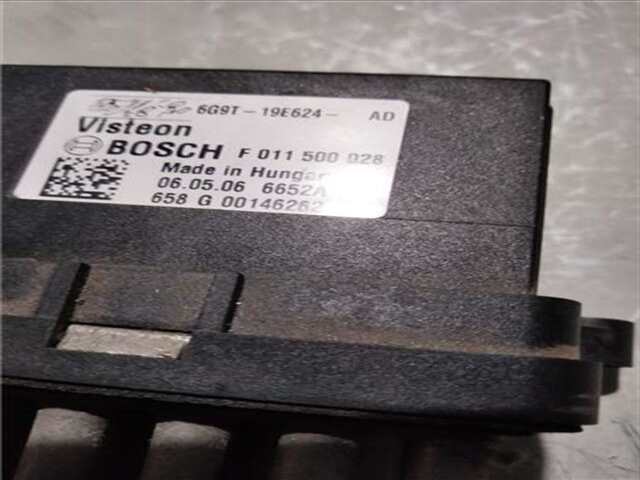 6G9T-19E624-AD
Visteon
BOSCH F 011 500 028
Made in Hungar
06.05.06 6652A
658 G 00146262